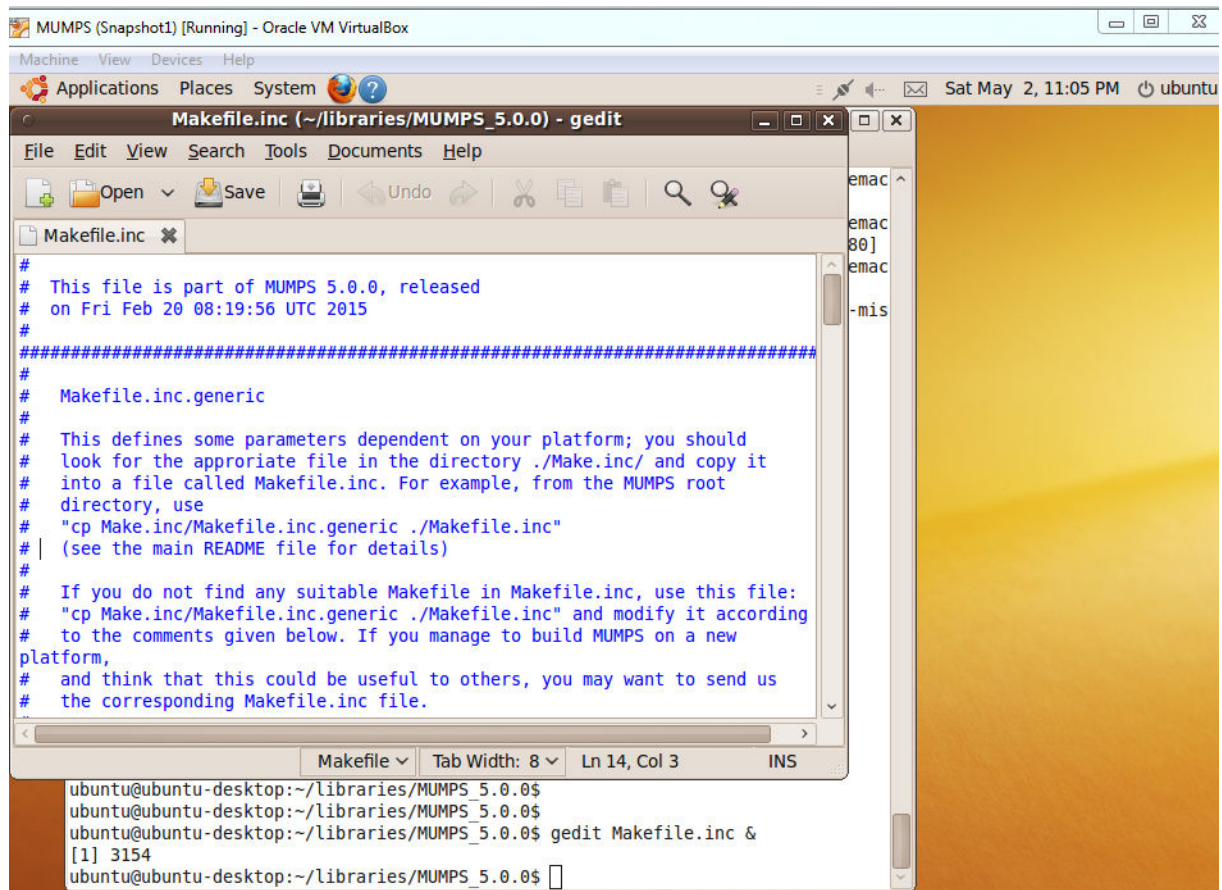 MUMPS (Snapshot1) [Running] - Oracle VM VirtualBox
Machine View Devices Help
Applications Places System ? Sat May 2, 11:05 PM ubuntu
Makefile.inc (~/libraries/MUMPS_5.0.0) - gedit
File Edit View Search Tools Documents Help
Open Save Undo
Makefile.inc
emac
emac
80]
emac
-mis
#
# This file is part of MUMPS 5.0.0, released
# on Fri Feb 20 08:19:56 UTC 2015
#
###############################################################################
#
# Makefile.inc.generic
#
# This defines some parameters dependent on your platform; you should
# look for the approriate file in the directory ./Make.inc/ and copy it
# into a file called Makefile.inc. For example, from the MUMPS root
# directory, use
# "cp Make.inc/Makefile.inc.generic ./Makefile.inc"
# (see the main README file for details)
#
# If you do not find any suitable Makefile in Makefile.inc, use this file:
# "cp Make.inc/Makefile.inc.generic ./Makefile.inc" and modify it according
# to the comments given below. If you manage to build MUMPS on a new
platform,
# and think that this could be useful to others, you may want to send us
# the corresponding Makefile.inc file.
Makefile Tab Width: 8 Ln 14, Col 3 INS
ubuntu@ubuntu-desktop:~/libraries/MUMPS_5.0.0$
ubuntu@ubuntu-desktop:~/libraries/MUMPS_5.0.0$
ubuntu@ubuntu-desktop:~/libraries/MUMPS_5.0.0$ gedit Makefile.inc &
[1] 3154
ubuntu@ubuntu-desktop:~/libraries/MUMPS_5.0.0$